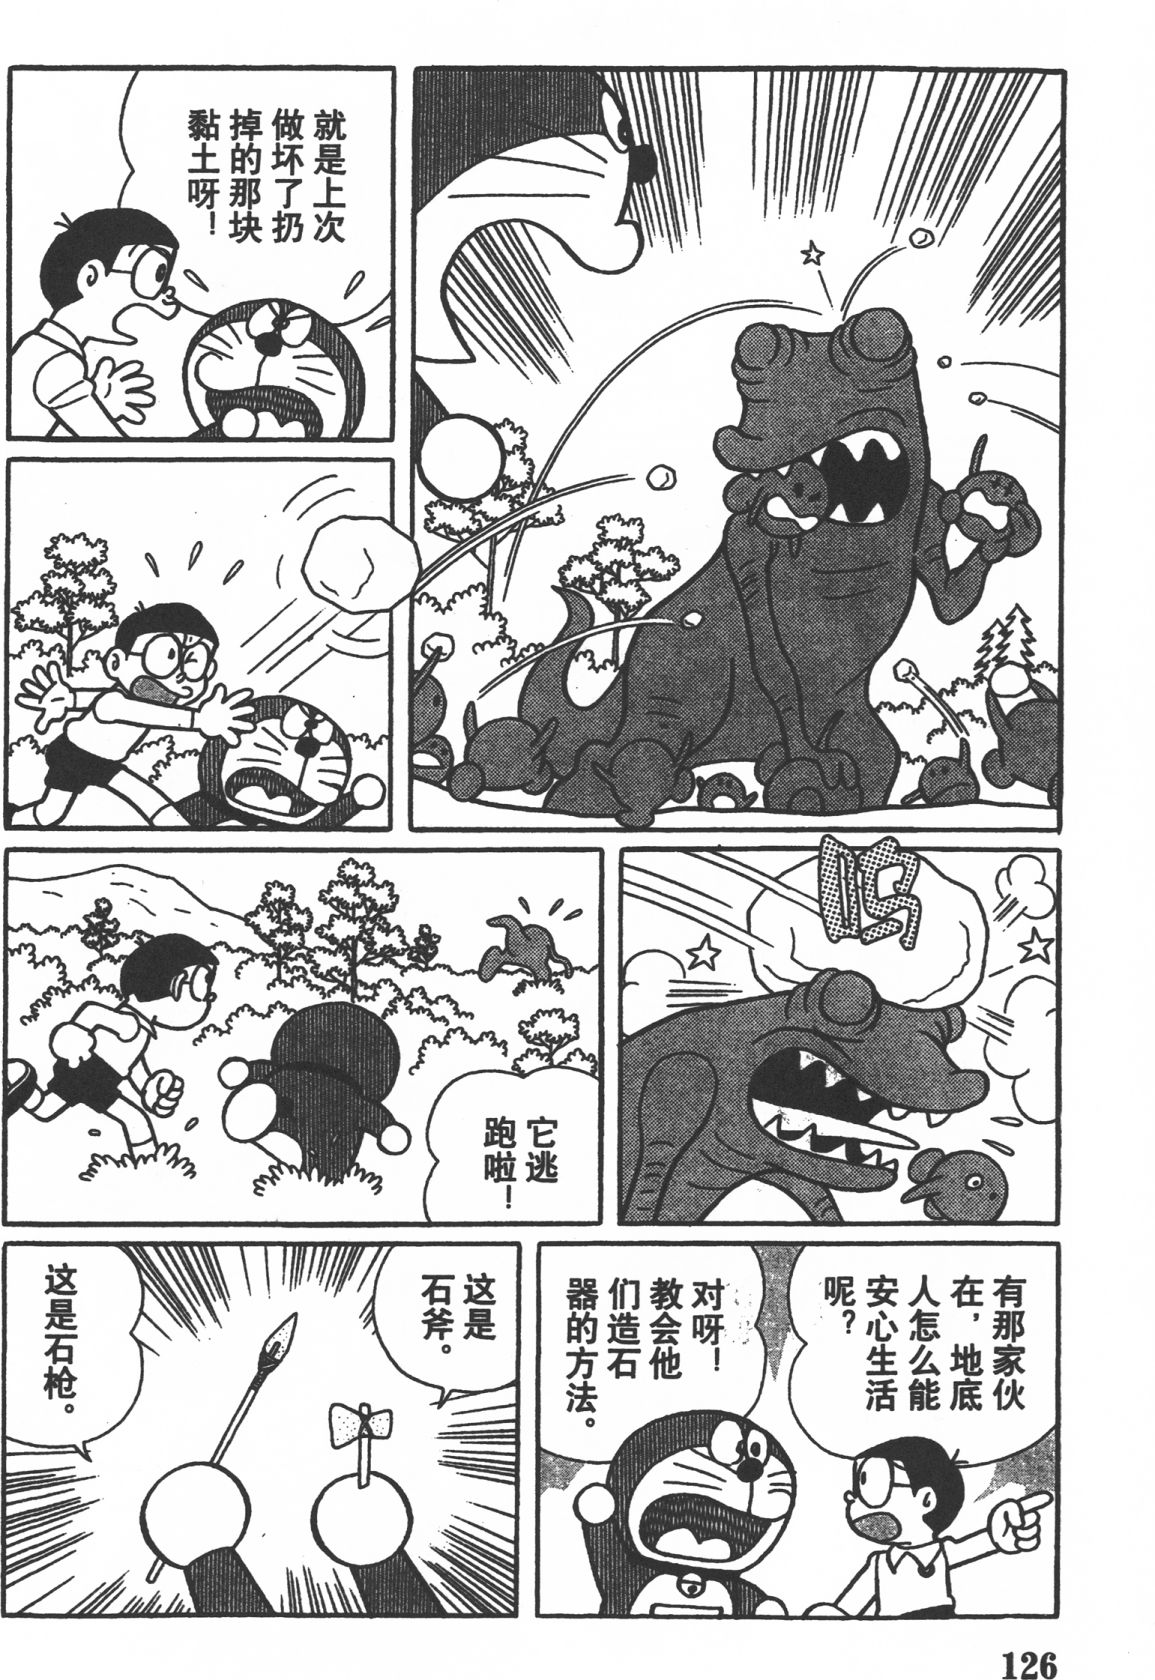 就是上次
做坏了扔
掉的那块
黏土呀！
呜
它逃
跑啦！
有那家伙
在，地底
人怎么能
安心生活
呢？
对呀！
教会他
们造石
器的方法。
这是
石斧。
这是石枪。
126